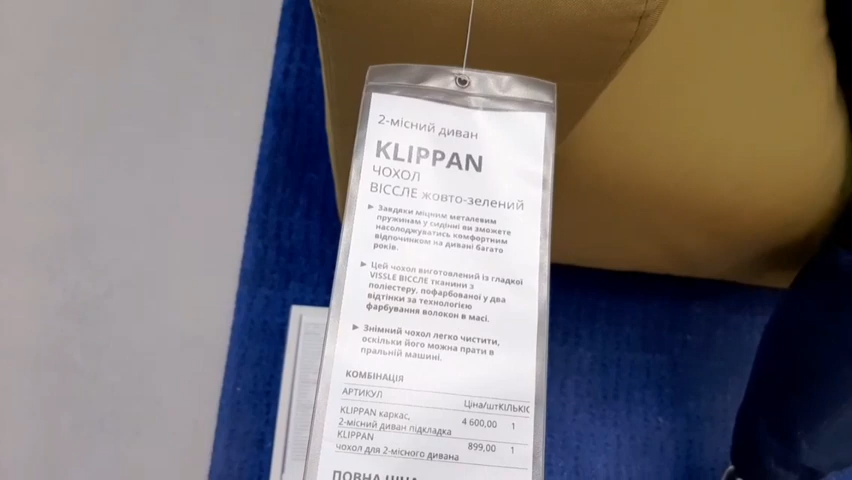 2-місний диван
KLIPPAN
ЧОХОЛ
ВІССЛЕ жовто-зелений
► Завдяки міцним металевим
пружинам у сидінні ви зможете
насолоджуватись комфортним
відпочинком на дивані багато
років.
► Цей чохол виготовлений із гладкої
VISSLE ВІССЛЕ тканини з
поліестеру, пофарбованої у два
відтінки за технологією
фарбування волокон в масі.
► Знімний чохол легко чистити,
оскільки його можна прати в
пральній машині.
КОМБІНАЦІЯ
АРТИКУЛ Ціна/шт КІЛЬКІС
KLIPPAN каркас, 4 600,00 1
2-місний диван підкладка
KLIPPAN 899,00 1
чохол для 2-місного дивана
ПОВНА ЦІНА